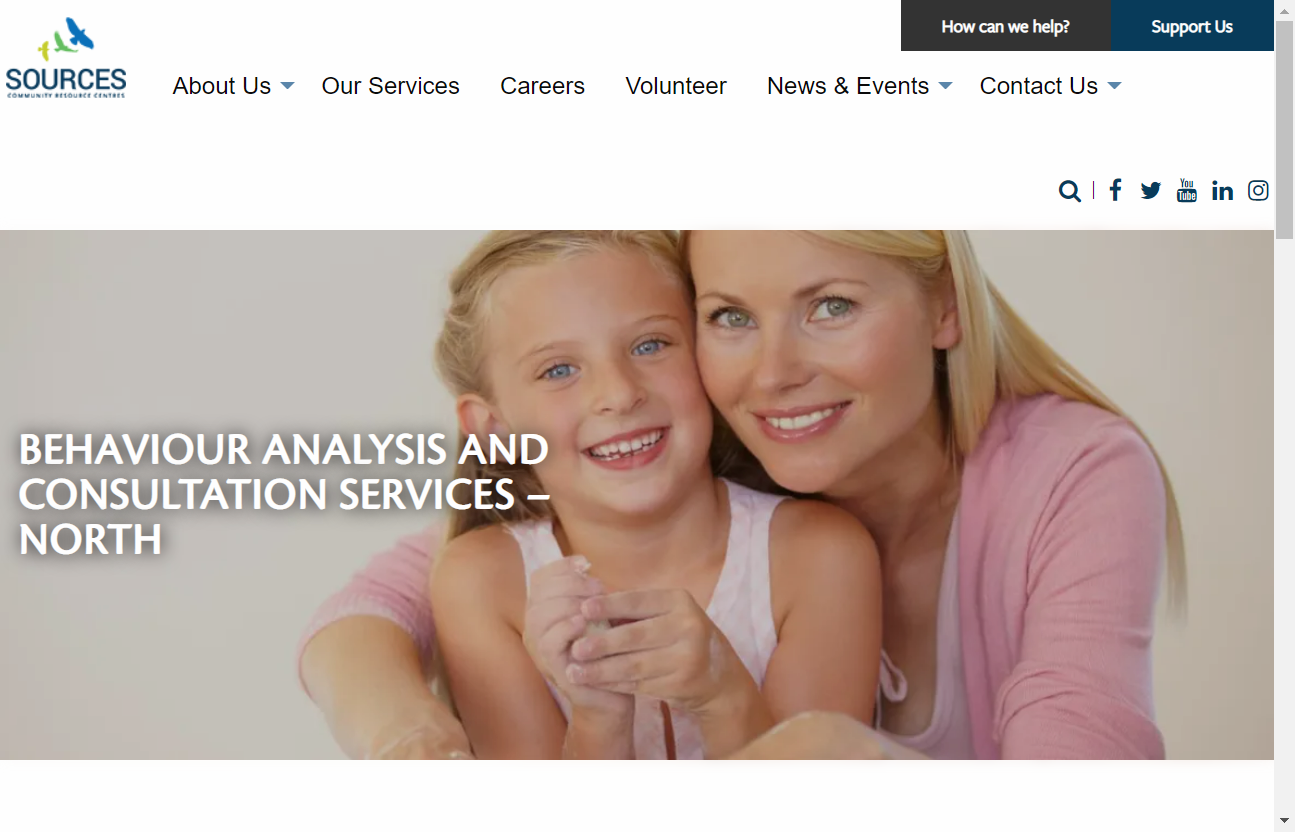 How can we help?
Support Us
SOURCES
COMMUNITY RESOURCE CENTRES
About Us
Our Services
Careers
Volunteer
News & Events
Contact Us
You
Tube
in
BEHAVIOUR ANALYSIS AND
CONSULTATION SERVICES –
NORTH